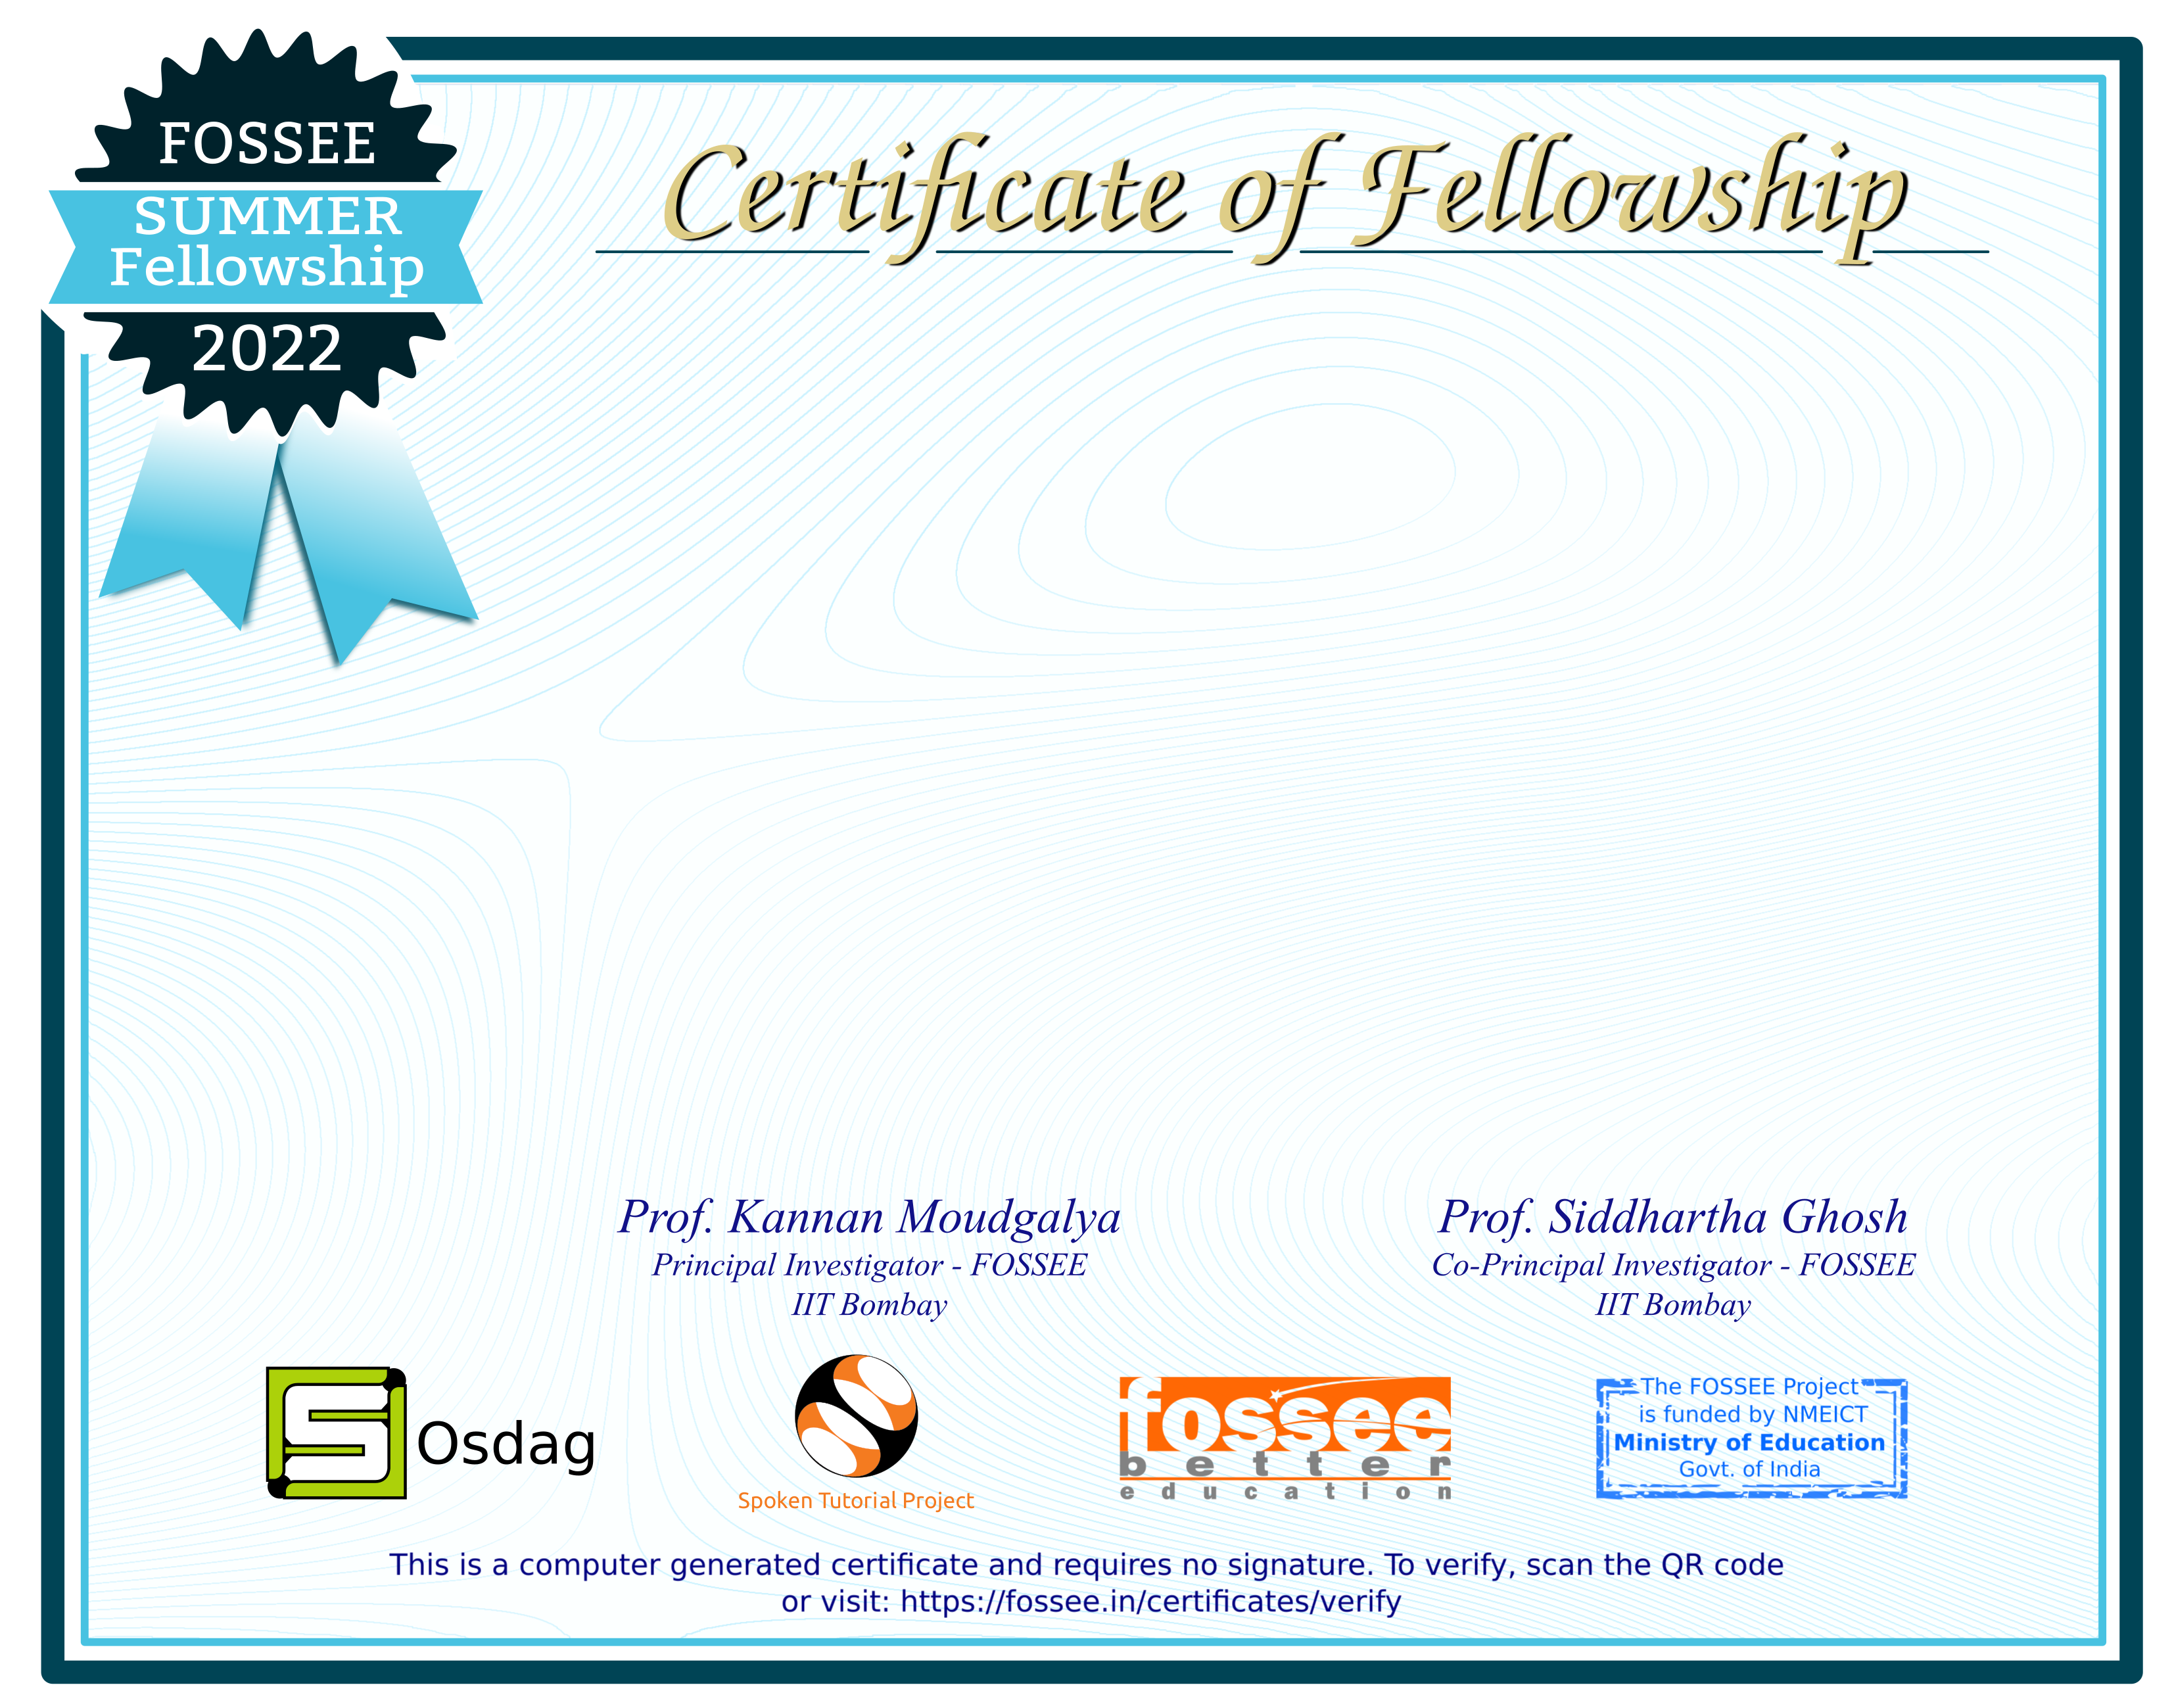 FOSSEE
SUMMER
Fellowship
2022
Certificate of Fellowship
Prof. Kannan Moudgalya
Principal Investigator - FOSSEE
IIT Bombay
Prof. Siddhartha Ghosh
Co-Principal Investigator - FOSSEE
IIT Bombay
Osdag
Spoken Tutorial Project
fossee
better
education
The FOSSEE Project
is funded by NMEICT
Ministry of Education
Govt. of India
This is a computer generated certificate and requires no signature. To verify, scan the QR code
or visit: https://fossee.in/certificates/verify